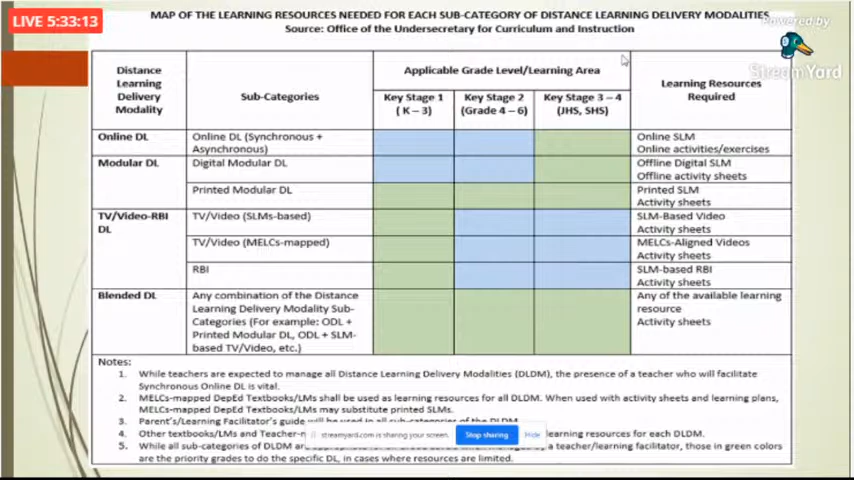 LIVE 5:33:13
MAP OF THE LEARNING RESOURCES NEEDED FOR EACH SUB-CATEGORY OF DISTANCE LEARNING DELIVERY MODALITIES
Source: Office of the Undersecretary for Curriculum and Instruction
Powered by
StreamYard
Distance Learning Delivery Modality
Sub-Categories
Applicable Grade Level/Learning Area
Key Stage 1
( K – 3)
Key Stage 2
(Grade 4 – 6)
Key Stage 3 – 4
(JHS, SHS)
Learning Resources Required
Online DL
Online DL (Synchronous +
Asynchronous)
Online SLM
Online activities/exercises
Modular DL
Digital Modular DL
Offline Digital SLM
Offline activity sheets
Printed Modular DL
Printed SLM
Activity sheets
TV/Video-RBI
DL
TV/Video (SLMs-based)
SLM-Based Video
Activity sheets
TV/Video (MELCs-mapped)
MELCs-Aligned Videos
Activity sheets
RBI
SLM-based RBI
Activity sheets
Blended DL
Any combination of the Distance
Learning Delivery Modality Sub-
Categories (For example: ODL +
Printed Modular DL, ODL + SLM-
based TV/Video, etc.)
Any of the available learning
resource
Activity sheets
Notes:
1. While teachers are expected to manage all Distance Learning Delivery Modalities (DLDM), the presence of a teacher who will facilitate
Synchronous Online DL is vital.
2. MELCs-mapped DepEd Textbooks/LMs shall be used as learning resources for all DLDM. When used with activity sheets and learning plans,
MELCs-mapped DepEd Textbooks/LMs may substitute printed SLMs.
3. Parent's/Learning Facilitator's guide will be used in all sub-categories of the DLDM.
4. Other textbooks/LMs and learning resources for each DLDM.
5. While all sub-categories of DLDM a teacher/learning facilitator, those in green colors
are the priority grades to do the specific DL, in cases where resources are limited.
streamyard.com is sharing your screen.
Stop sharing
Hide